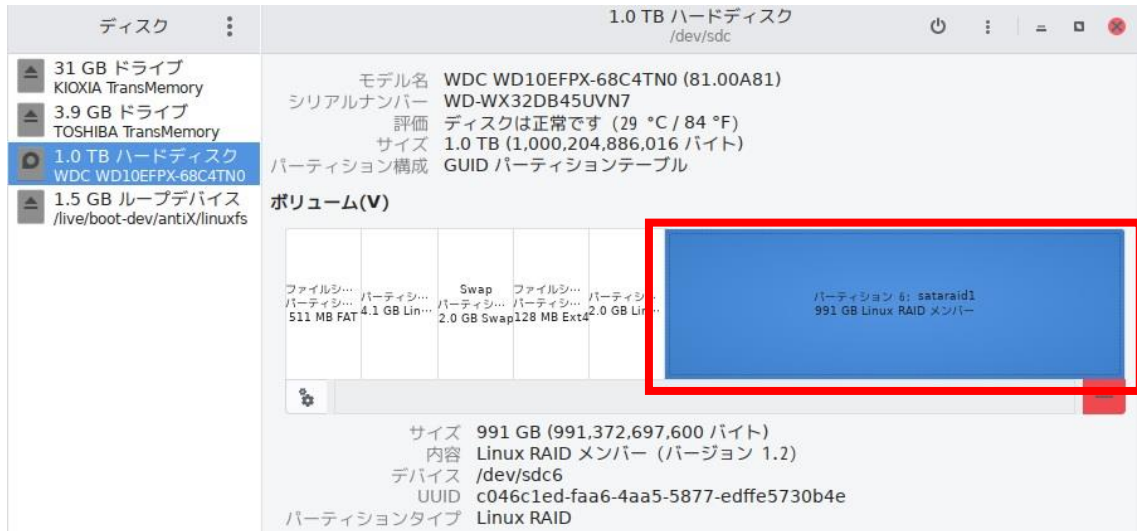 ディスク
1.0 TB ハードディスク
/dev/sdc
31 GB ドライブ
KIOXIA TransMemory
3.9 GB ドライブ
TOSHIBA TransMemory
1.0 TB ハードディスク
WDC WD10EFPX-68C4TN0
1.5 GB ループデバイス
/live/boot-dev/antiX/linuxfs
モデル名 WDC WD10EFPX-68C4TN0 (81.00A81)
シリアルナンバー WD-WX32DB45UVN7
評価 ディスクは正常です (29 °C / 84 °F)
サイズ 1.0 TB (1,000,204,886,016 バイト)
パーティション構成 GUID パーティションテーブル
ボリューム(V)
ファイルシ…
パーティシ…
511 MB FAT
パーティシ…
4.1 GB Lin…
Swap
パーティシ…
2.0 GB Swap
ファイルシ…
パーティシ…
128 MB Ext4
パーティシ…
2.0 GB Lin…
パーティション 6: sataraid1
991 GB Linux RAID メンバー
サイズ 991 GB (991,372,697,600 バイト)
内容 Linux RAID メンバー (バージョン 1.2)
デバイス /dev/sdc6
UUID c046c1ed-faa6-4aa5-5877-edffe5730b4e
パーティションタイプ Linux RAID